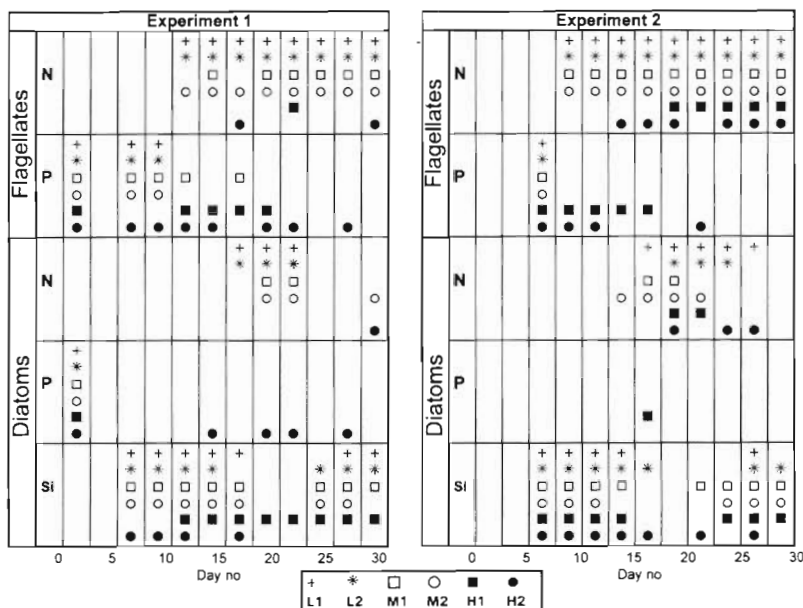 Experiment 1
Experiment 2
Flagellates
N
P
Diatoms
N
P
Si
Flagellates
N
P
Diatoms
N
P
Si
0 5 10 15 20 25 30
Day no
0 5 10 15 20 25 30
Day no
L1 L2 M1 M2 H1 H2